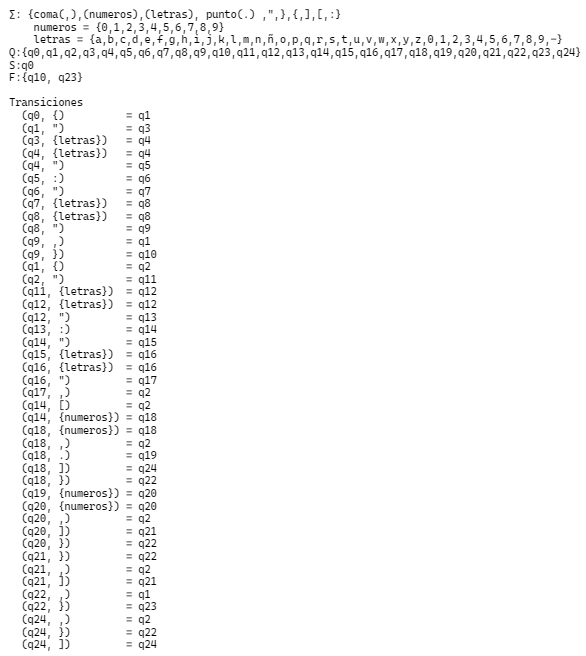 Σ: {coma(,),(numeros),(letras), punto(.) ,",},{,],[,:}
numeros = {0,1,2,3,4,5,6,7,8,9}
letras = {a,b,c,d,e,f,g,h,i,j,k,l,m,n,ñ,o,p,q,r,s,t,u,v,w,x,y,z,0,1,2,3,4,5,6,7,8,9,-}
Q:{q0,q1,q2,q3,q4,q5,q6,q7,q8,q9,q10,q11,q12,q13,q14,q15,q16,q17,q18,q19,q20,q21,q22,q23,q24}
S:q0
F:{q10, q23}
Transiciones
(q0, {) = q1
(q1, ") = q3
(q3, {letras}) = q4
(q4, {letras}) = q4
(q4, ") = q5
(q5, :) = q6
(q6, ") = q7
(q7, {letras}) = q8
(q8, {letras}) = q8
(q8, ") = q9
(q9, ,) = q1
(q9, }) = q10
(q1, {) = q2
(q2, ") = q11
(q11, {letras}) = q12
(q12, {letras}) = q12
(q12, ") = q13
(q13, :) = q14
(q14, ") = q15
(q15, {letras}) = q16
(q16, {letras}) = q16
(q16, ") = q17
(q17, ,) = q2
(q14, [) = q2
(q14, {numeros}) = q18
(q18, {numeros}) = q18
(q18, ,) = q2
(q18, .) = q19
(q18, ]) = q24
(q18, }) = q22
(q19, {numeros}) = q20
(q20, {numeros}) = q20
(q20, ,) = q2
(q20, ]) = q21
(q20, }) = q22
(q21, }) = q22
(q21, ,) = q2
(q21, ]) = q21
(q22, ,) = q1
(q22, }) = q23
(q24, ,) = q2
(q24, }) = q22
(q24, ]) = q24